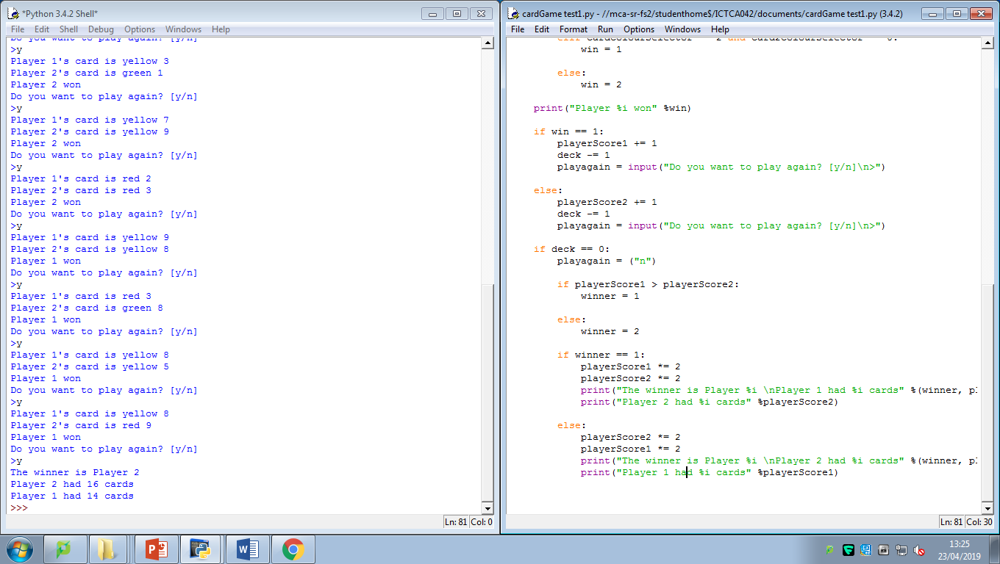 *Python 3.4.2 Shell*
File Edit Shell Debug Options Windows Help
Do you want to play again? [y/n]
>y
Player 1's card is yellow 3
Player 2's card is green 1
Player 2 won
Do you want to play again? [y/n]
>y
Player 1's card is yellow 7
Player 2's card is yellow 9
Player 2 won
Do you want to play again? [y/n]
>y
Player 1's card is red 2
Player 2's card is red 3
Player 2 won
Do you want to play again? [y/n]
>y
Player 1's card is yellow 9
Player 2's card is yellow 8
Player 1 won
Do you want to play again? [y/n]
>y
Player 1's card is red 3
Player 2's card is green 8
Player 1 won
Do you want to play again? [y/n]
>y
Player 1's card is yellow 8
Player 2's card is yellow 5
Player 1 won
Do you want to play again? [y/n]
>y
Player 1's card is yellow 8
Player 2's card is red 9
Player 1 won
Do you want to play again? [y/n]
>y
The winner is Player 2
Player 2 had 16 cards
Player 1 had 14 cards
>>>
Ln: 81 Col: 0
cardGame test1.py - //mca-sr-fs2/studenthome$/ICTCA042/documents/cardGame test1.py (3.4.2)
File Edit Format Run Options Windows Help
win = 1
else:
win = 2
print("Player %i won" %win)
if win == 1:
playerScore1 += 1
deck -= 1
playagain = input("Do you want to play again? [y/n]\n>")
else:
playerScore2 += 1
deck -= 1
playagain = input("Do you want to play again? [y/n]\n>")
if deck == 0:
playagain = ("n")
if playerScore1 > playerScore2:
winner = 1
else:
winner = 2
if winner == 1:
playerScore1 *= 2
playerScore2 *= 2
print("The winner is Player %i \nPlayer 1 had %i cards" %(winner, pl
print("Player 2 had %i cards" %playerScore2)
else:
playerScore2 *= 2
playerScore1 *= 2
print("The winner is Player %i \nPlayer 2 had %i cards" %(winner, pl
print("Player 1 had %i cards" %playerScore1)
Ln: 81 Col: 30
13:25
23/04/2019